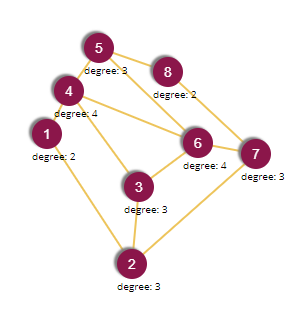 5
degree: 3
8
degree: 2
4
degree: 4
1
degree: 2
6
degree: 4
7
degree: 3
3
degree: 3
2
degree: 3